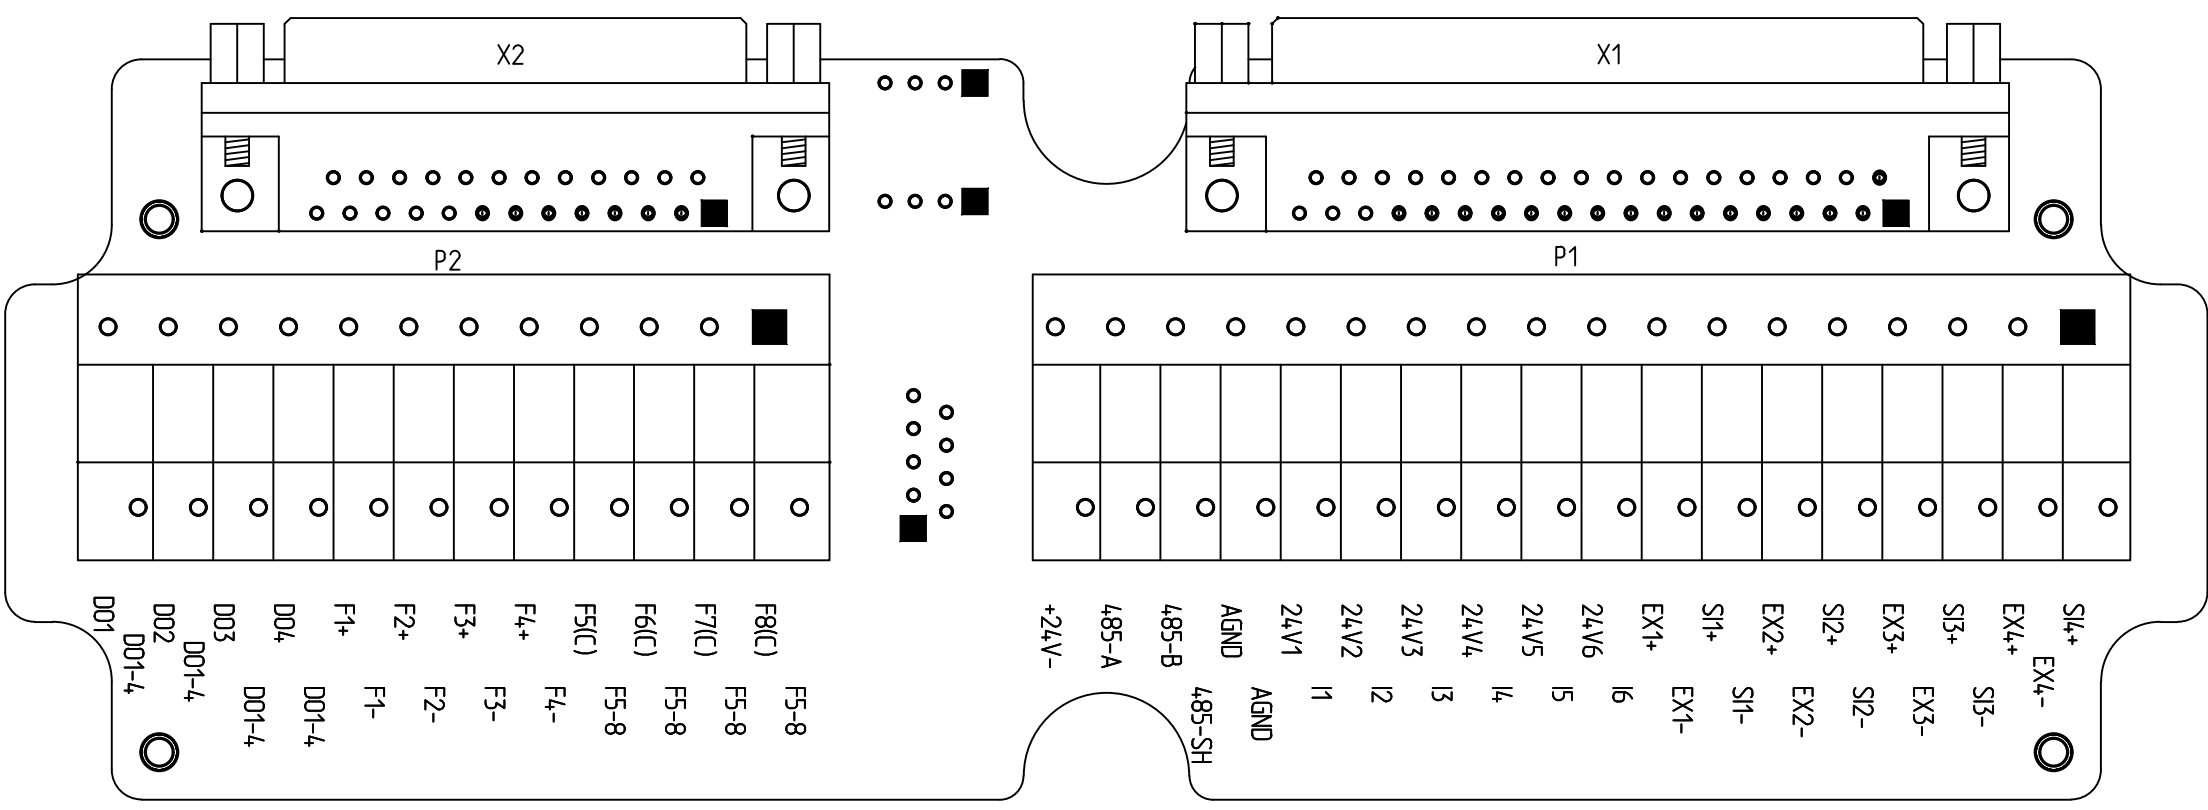 X2
X1
P2
P1
DO1
DO2
DO3
DO4
F1+
F2+
F3+
F4+
F5(C)
F6(C)
F7(C)
F8(C)
DO1-4
DO1-4
DO1-4
DO1-4
F1-
F2-
F3-
F4-
F5-8
F5-8
F5-8
F5-8
+24V-
485-A
485-B
AGND
24V1
24V2
24V3
24V4
24V5
24V6
EX1+
SI1+
EX2+
SI2+
EX3+
SI3+
EX4+
SI4+
485-SH
AGND
I1
I2
I3
I4
I5
I6
EX1-
SI1-
EX2-
SI2-
EX3-
SI3-
EX4-